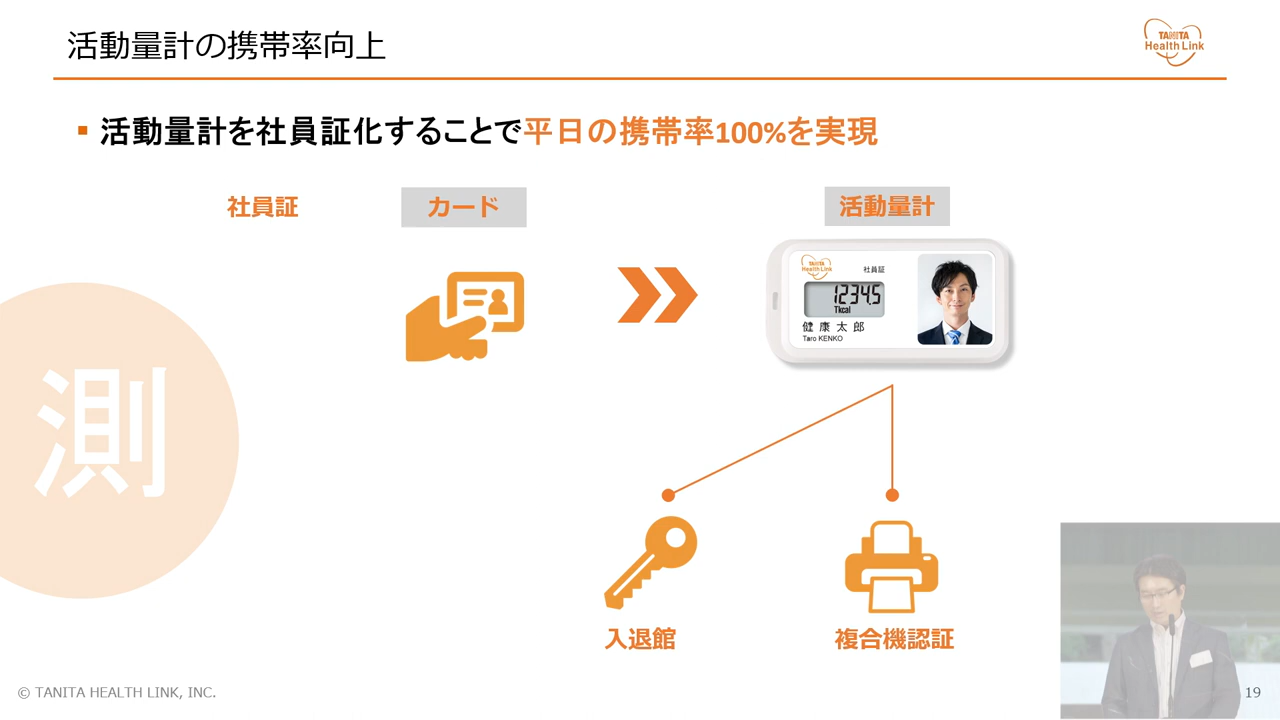 活動量計の携帯率向上
TANITA
Health Link
活動量計を社員証化することで平日の携帯率100%を実現
社員証
カード
活動量計
TANITA
Health Link
社員証
12345
Tkcal
健康太郎
Taro KENKO
測
入退館
複合機認証
© TANITA HEALTH LINK, INC.
19